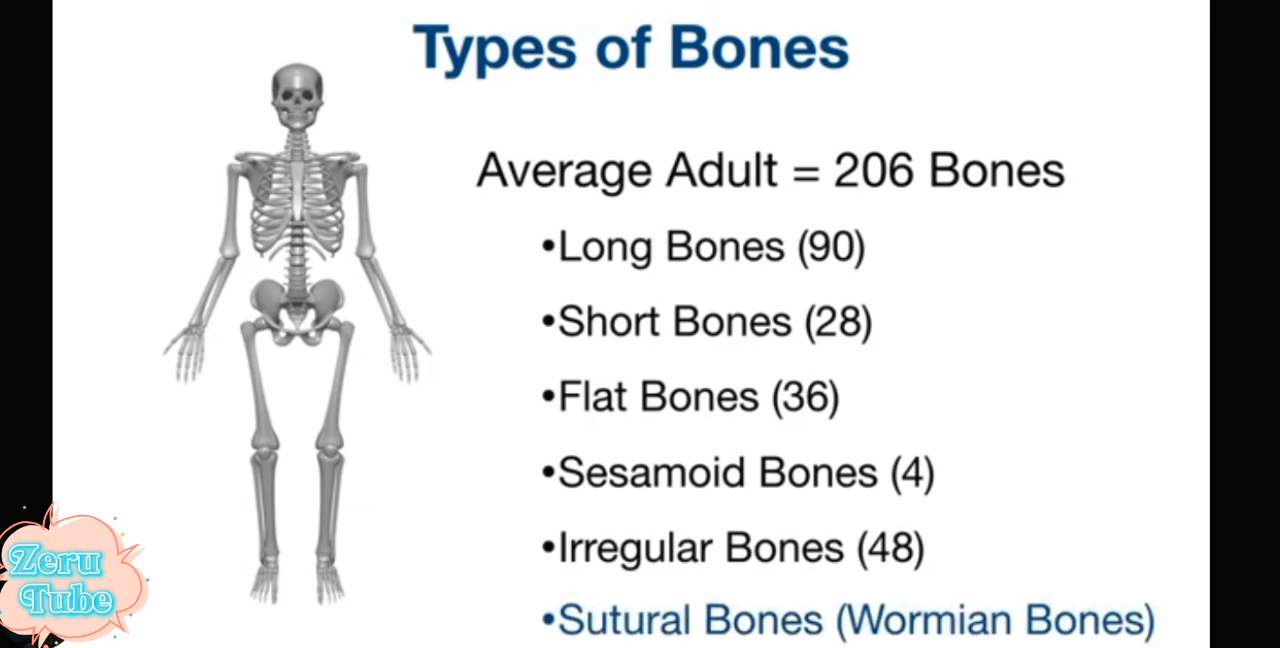 Types of Bones
Average Adult = 206 Bones
•Long Bones (90)
•Short Bones (28)
•Flat Bones (36)
•Sesamoid Bones (4)
•Irregular Bones (48)
•Sutural Bones (Wormian Bones)
Zeru
Tube